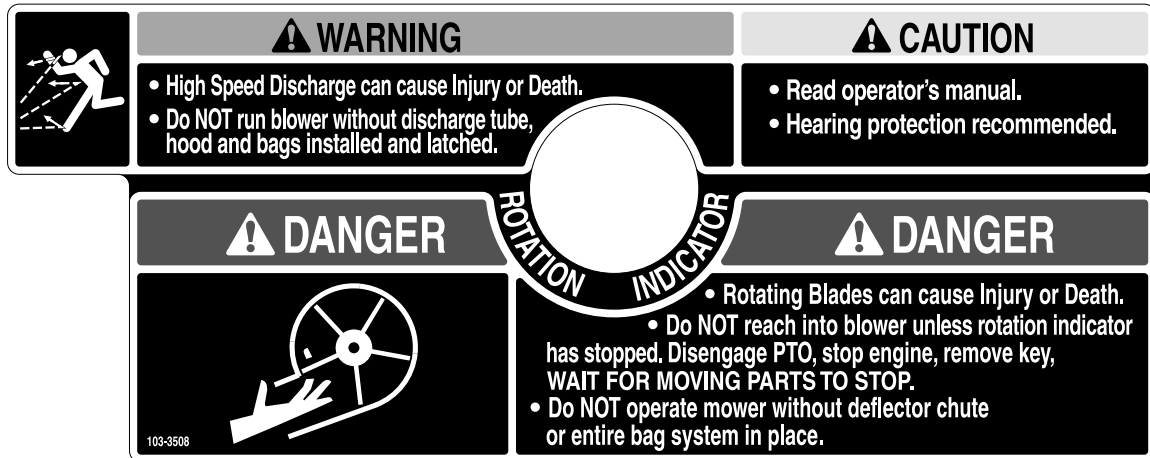 WARNING
• High Speed Discharge can cause Injury or Death.
• Do NOT run blower without discharge tube,
hood and bags installed and latched.
CAUTION
• Read operator's manual.
• Hearing protection recommended.
ROTATION INDICATOR
DANGER
103-3508
DANGER
• Rotating Blades can cause Injury or Death.
• Do NOT reach into blower unless rotation indicator
has stopped. Disengage PTO, stop engine, remove key,
WAIT FOR MOVING PARTS TO STOP.
• Do NOT operate mower without deflector chute
or entire bag system in place.